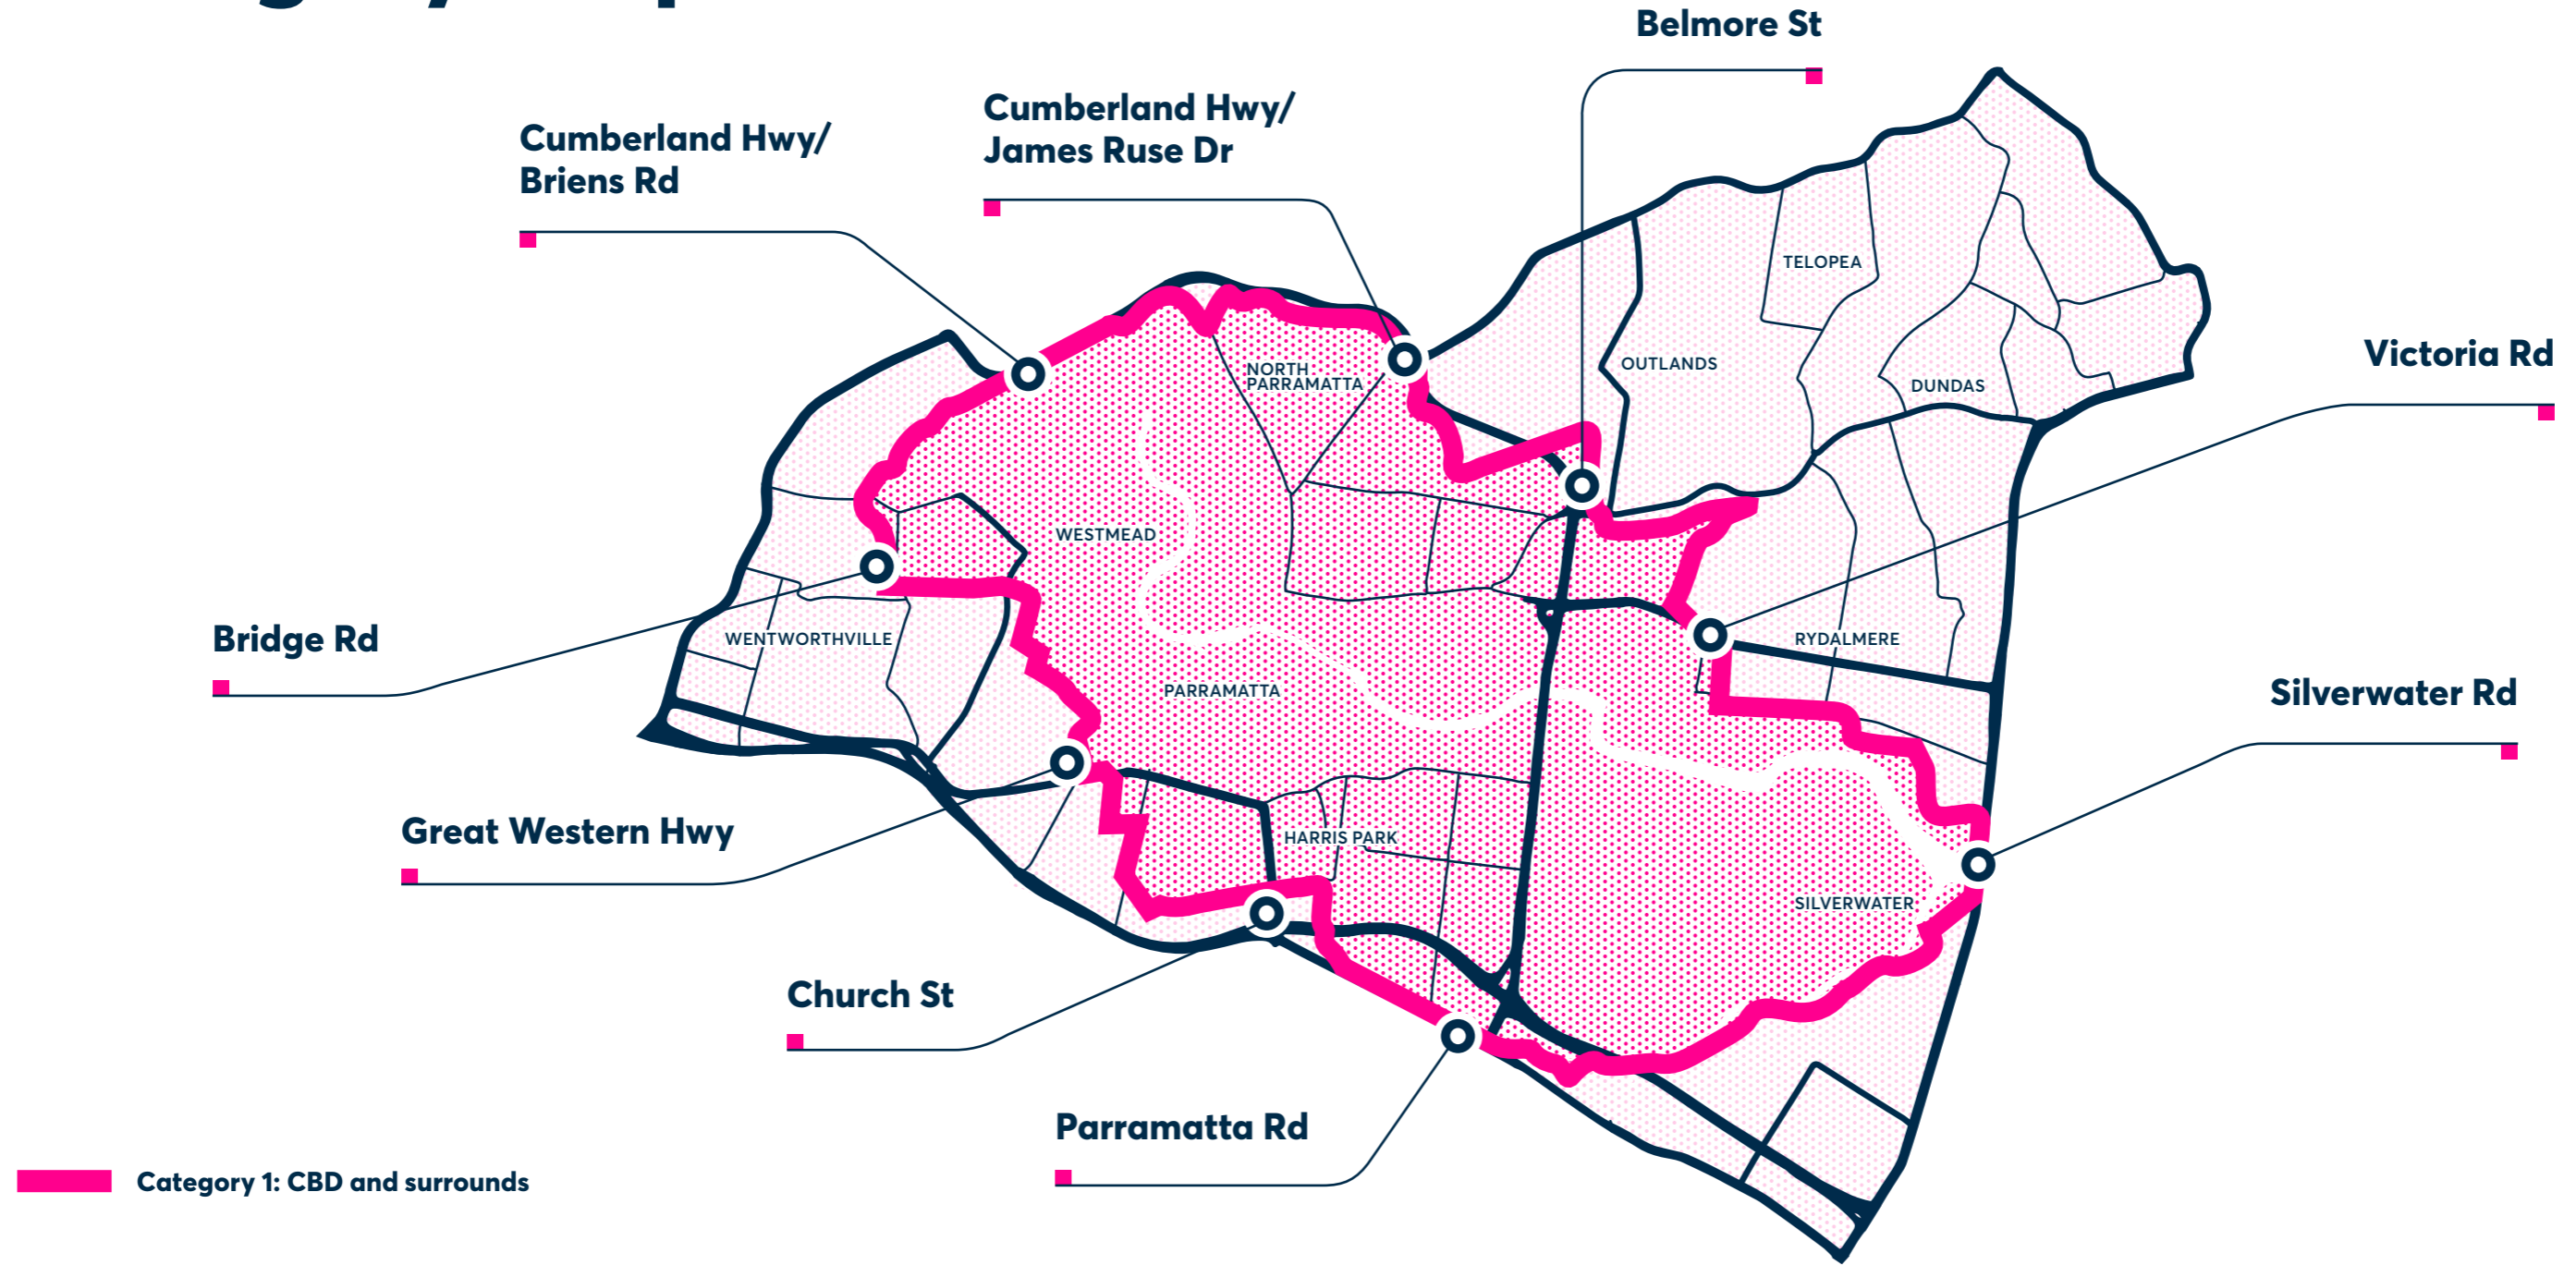 Belmore St
Cumberland Hwy/
James Ruse Dr
Cumberland Hwy/
Briens Rd
TELOPEA
OUTLANDS
DUNDAS
Victoria Rd
NORTH
PARRAMATTA
WESTMEAD
Bridge Rd
WENTWORTHVILLE
RYDALMERE
PARRAMATTA
Silverwater Rd
Great Western Hwy
HARRIS PARK
SILVERWATER
Church St
Parramatta Rd
Category 1: CBD and surrounds